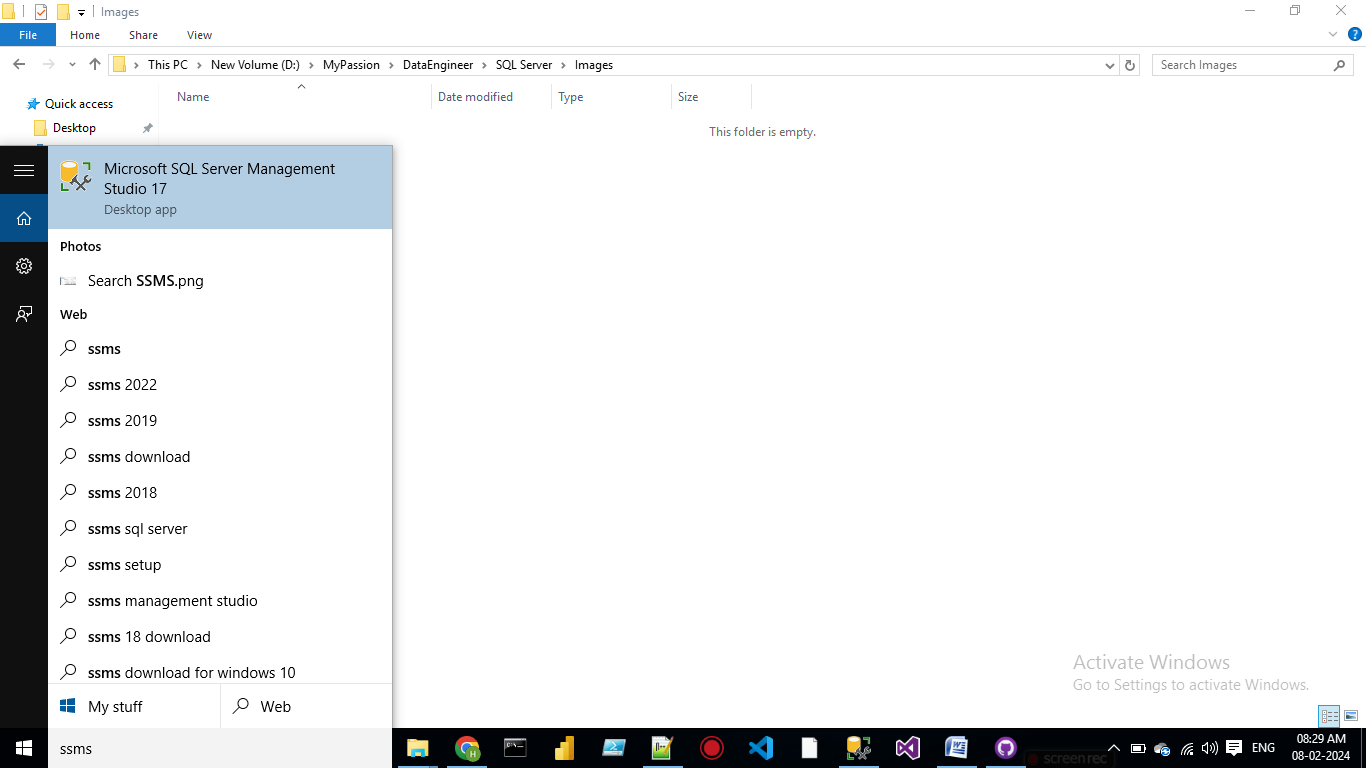 Images
File Home Share View
This PC New Volume (D:) MyPassion DataEngineer SQL Server Images
Search Images
Quick access
Desktop
Name Date modified Type Size
This folder is empty.
Microsoft SQL Server Management
Studio 17
Desktop app
Photos
Search SSMS.png
Web
ssms
ssms 2022
ssms 2019
ssms download
ssms 2018
ssms sql server
ssms setup
ssms management studio
ssms 18 download
ssms download for windows 10
My stuff Web
ssms
Activate Windows
Go to Settings to activate Windows.
screenrec
ENG
08:29 AM
08-02-2024